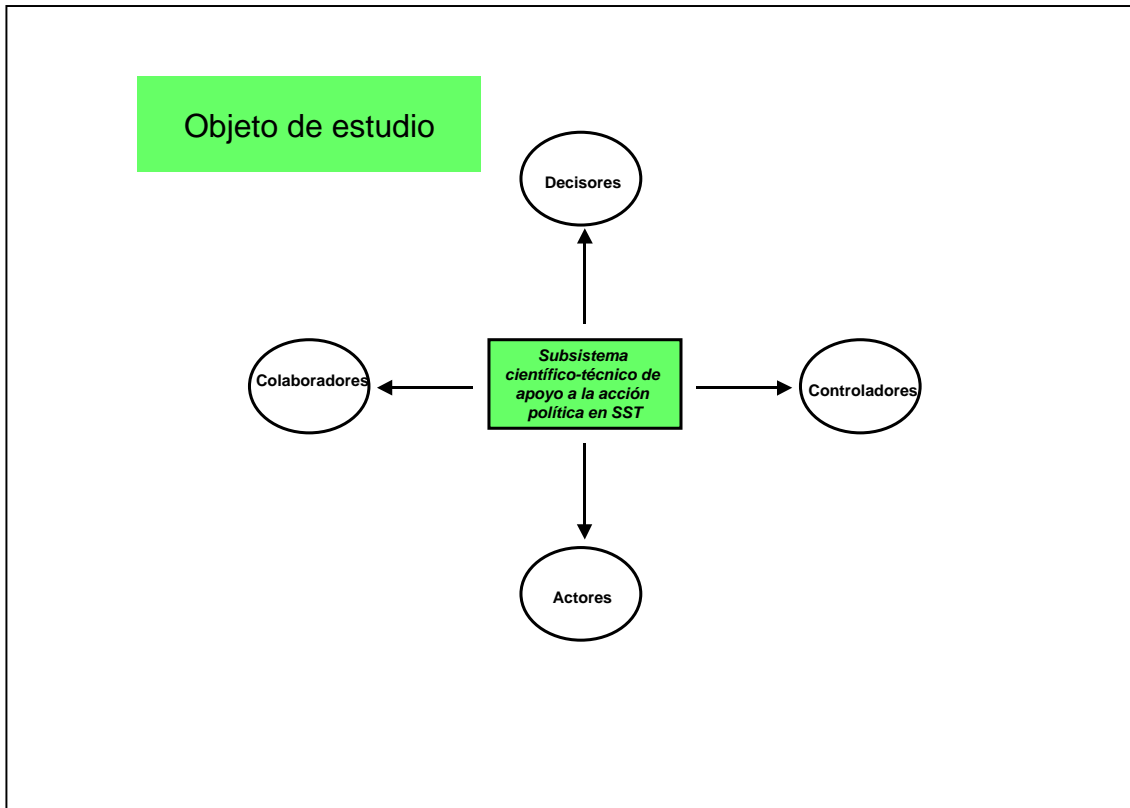 Objeto de estudio
Decisores
Colaboradores
Subsistema
científico-técnico de
apoyo a la acción
política en SST
Controladores
Actores